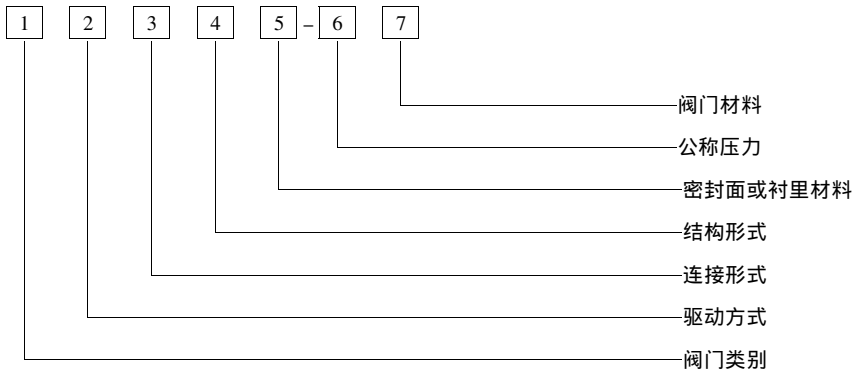 1 2 3 4 5 – 6 7
阀门材料
公称压力
密封面或衬里材料
结构形式
连接形式
驱动方式
阀门类别